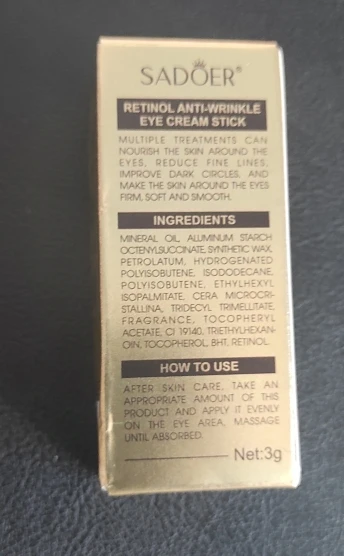 SADOER®
RETINOL ANTI-WRINKLE
EYE CREAM STICK
MULTIPLE TREATMENTS CAN
NOURISH THE SKIN AROUND THE
EYES, REDUCE FINE LINES,
IMPROVE DARK CIRCLES, AND
MAKE THE SKIN AROUND THE EYES
FIRM, SOFT AND SMOOTH.
INGREDIENTS
MINERAL OIL, ALUMINUM STARCH
OCTENYLSUCCINATE, SYNTHETIC WAX,
PETROLATUM, HYDROGENATED
POLYISOBUTENE, ISODODECANE,
POLYISOBUTENE, ETHYLHEXYL
ISOPALMITATE, CERA MICROCRI-
STALLINA, TRIDECYL TRIMELLITATE,
FRAGRANCE, TOCOPHERYL
ACETATE, CI 19140, TRIETHYLHEXAN-
OIN, TOCOPHEROL, BHT, RETINOL.
HOW TO USE
AFTER SKIN CARE, TAKE AN
APPROPRIATE AMOUNT OF THIS
PRODUCT AND APPLY IT EVENLY
ON THE EYE AREA, MASSAGE
UNTIL ABSORBED.
Net:3g